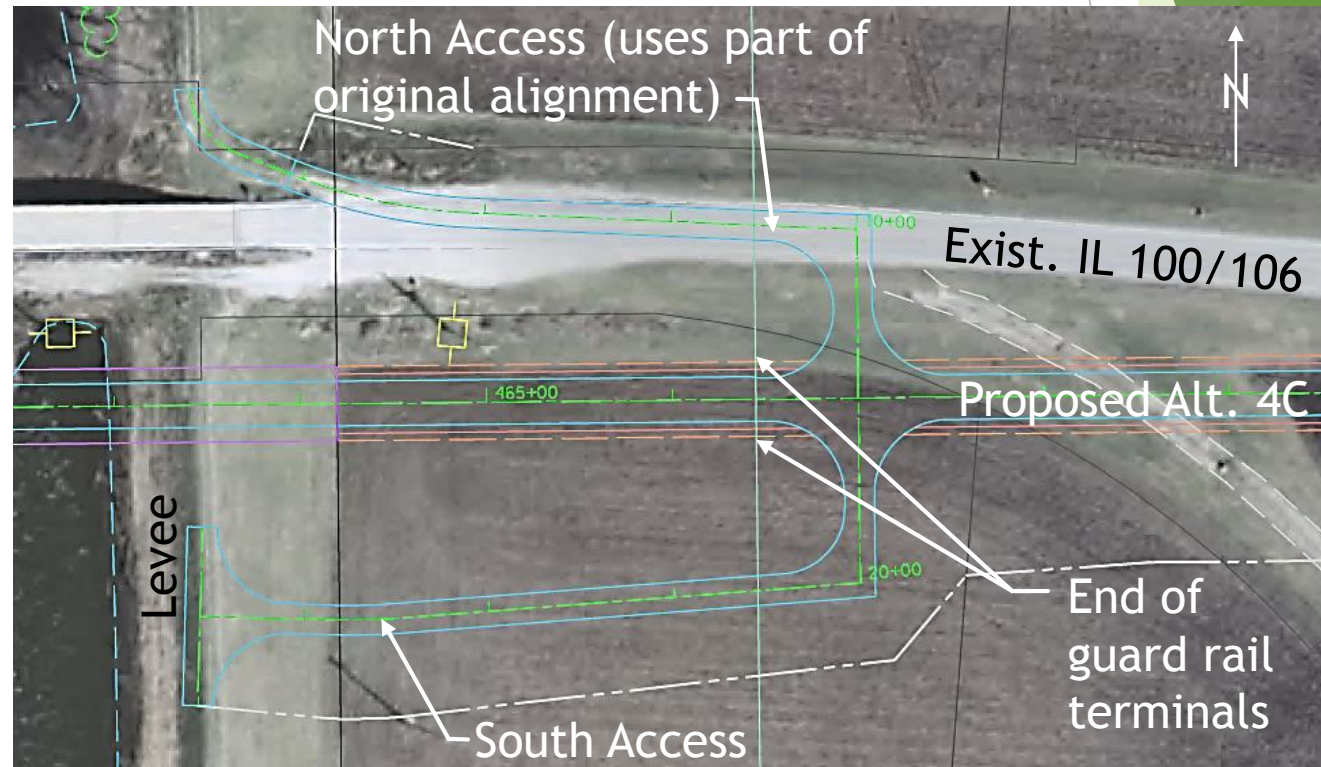 North Access (uses part of
original alignment)
N
10+00
Exist. IL 100/106
465+00
Proposed Alt. 4C
Levee
20+00
End of
guard rail
terminals
South Access